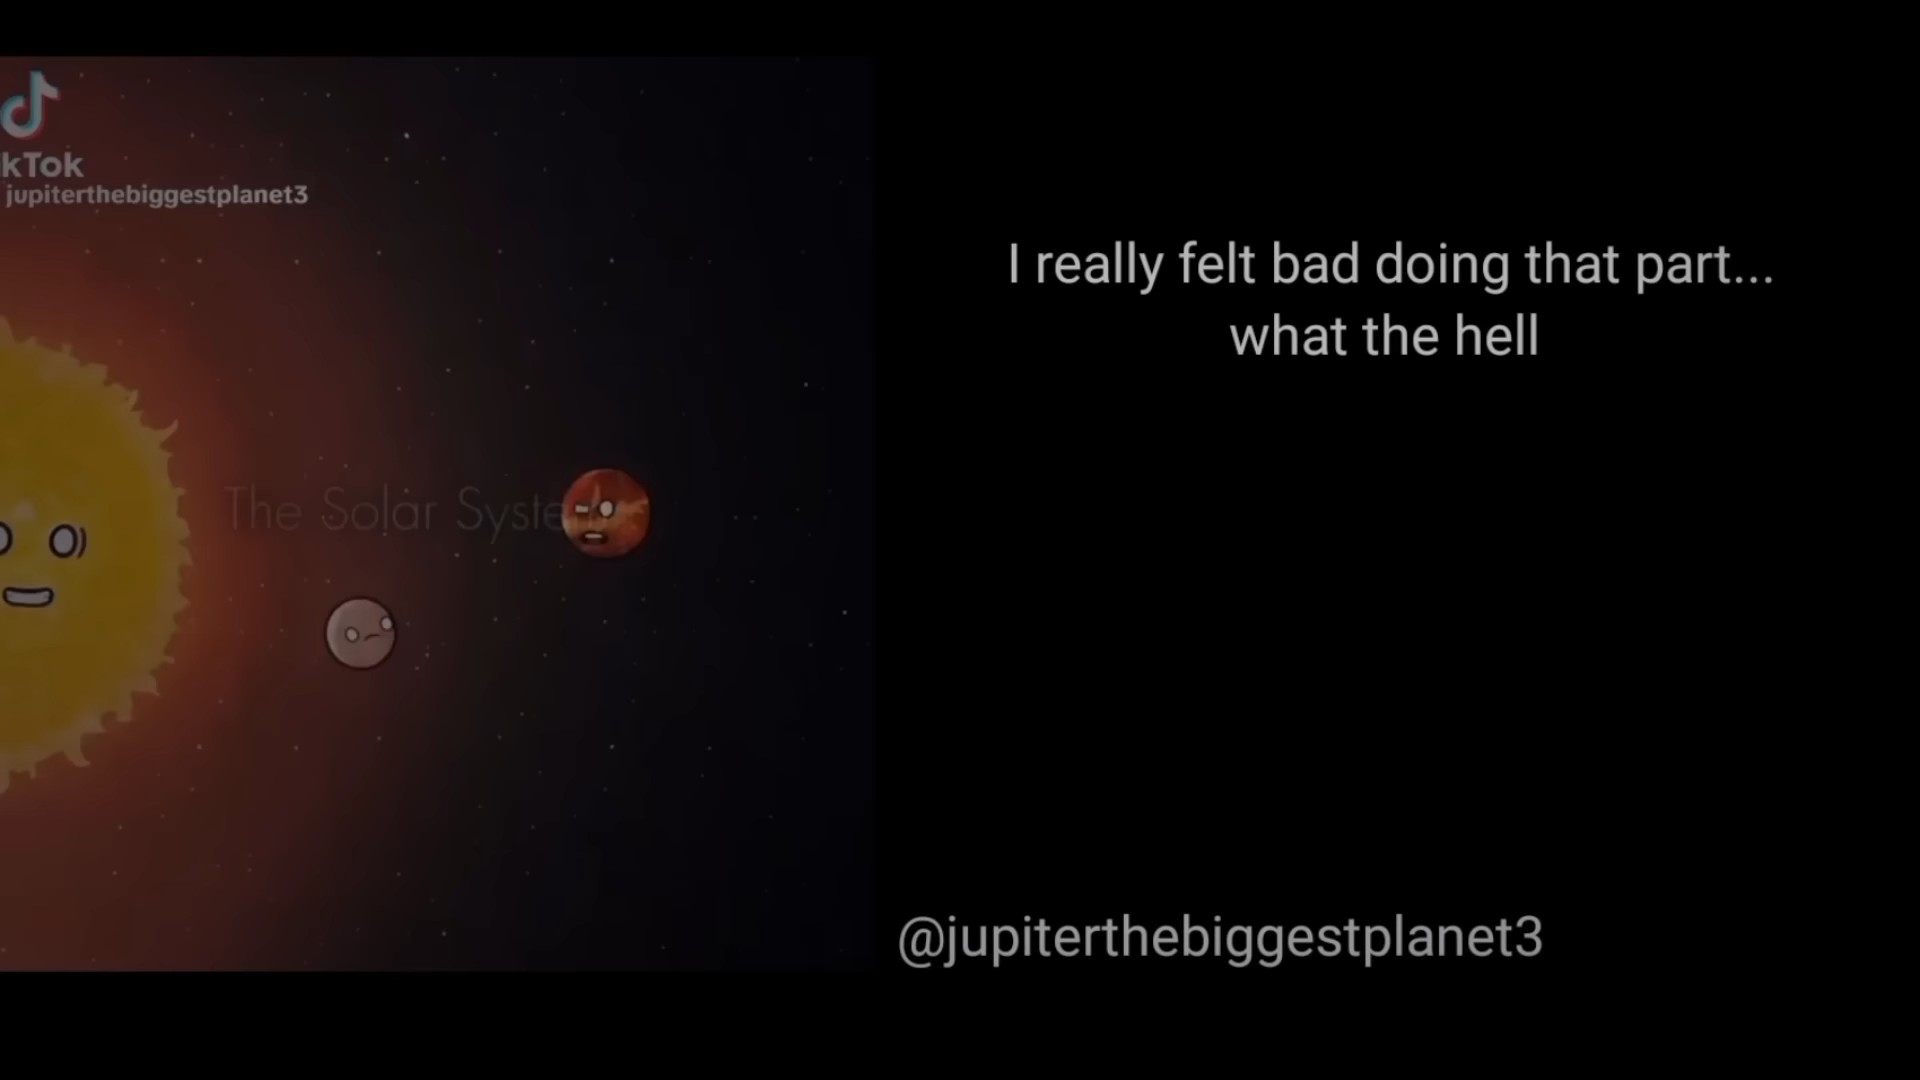 kTok
jupiterthebiggestplanet3
I really felt bad doing that part...
what the hell
The Solar Syste
@jupiterthebiggestplanet3